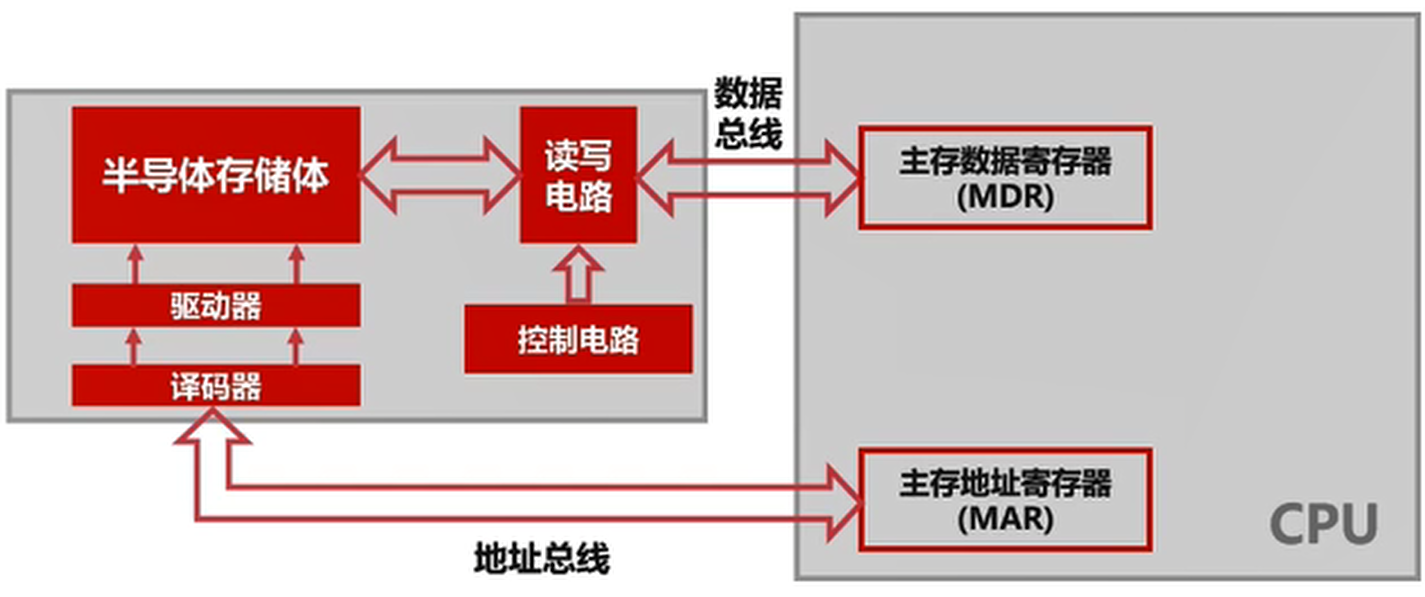 数据
总线
半导体存储体
读写
电路
主存数据寄存器
(MDR)
驱动器
控制电路
译码器
主存地址寄存器
(MAR)
CPU
地址总线